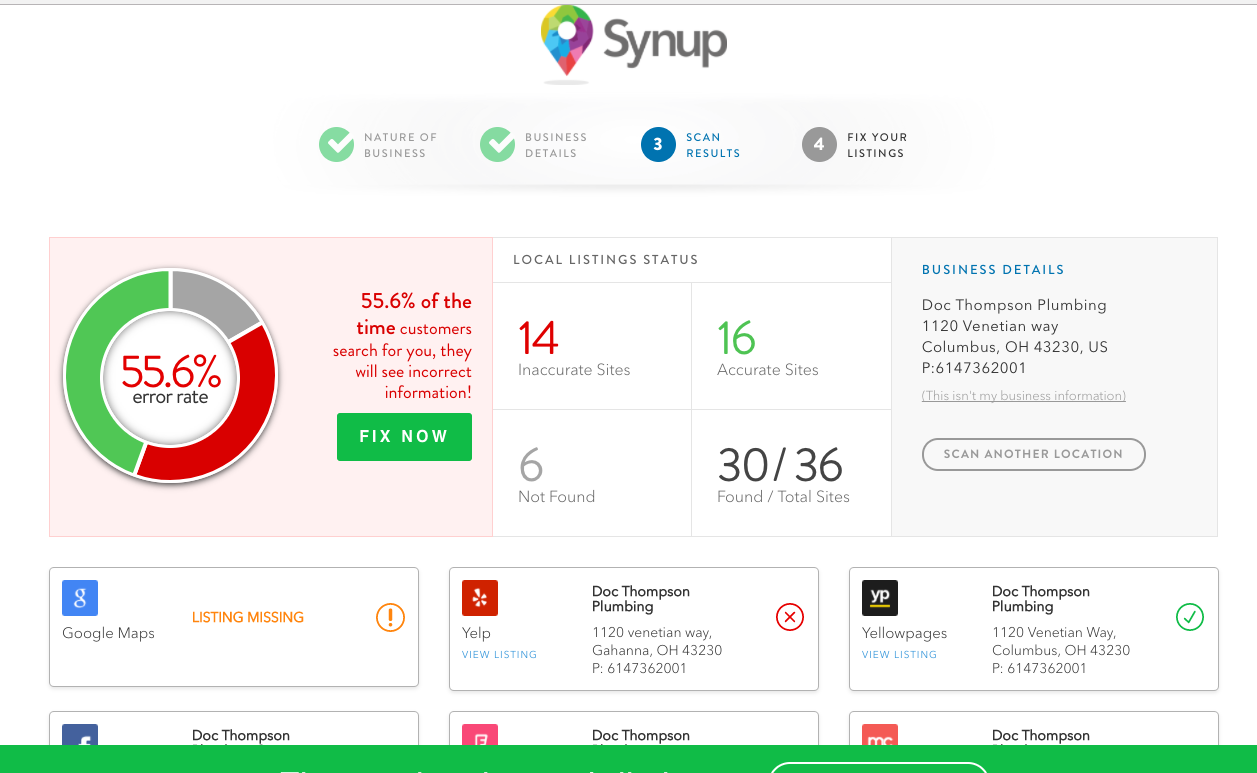 Synup
NATURE OF
BUSINESS
BUSINESS
DETAILS
3
SCAN
RESULTS
4
FIX YOUR
LISTINGS
55.6%
error rate
55.6% of the
time customers
search for you, they
will see incorrect
information!
FIX NOW
LOCAL LISTINGS STATUS
14
Inaccurate Sites
16
Accurate Sites
6
Not Found
30/36
Found / Total Sites
BUSINESS DETAILS
Doc Thompson Plumbing
1120 Venetian way
Columbus, OH 43230, US
P:6147362001
(This isn't my business information)
SCAN ANOTHER LOCATION
g
Google Maps
LISTING MISSING
!
Yelp
VIEW LISTING
Doc Thompson
Plumbing
1120 venetian way,
Gahanna, OH 43230
P: 6147362001
yp
Yellowpages
VIEW LISTING
Doc Thompson
Plumbing
1120 Venetian Way,
Columbus, OH 43230
P: 6147362001
f
Doc Thompson
Doc Thompson
mc
Doc Thompson